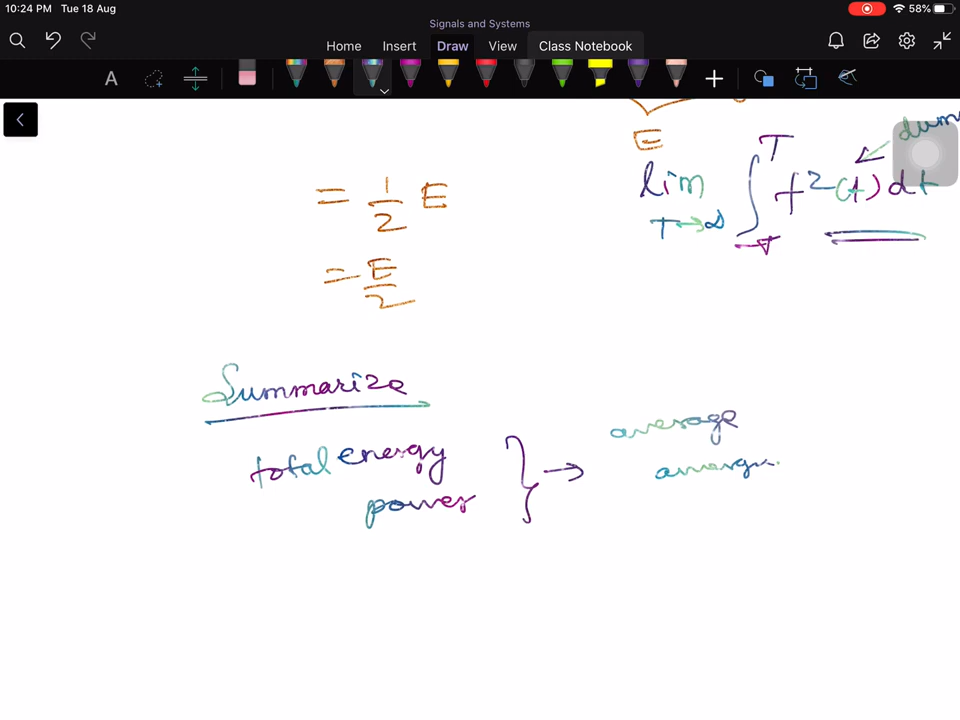 10:24 PM Tue 18 Aug
58%
Signals and Systems
Home Insert Draw View Class Notebook
A
E
= 1/2 E
lim T→∞ ∫_{-T}^{T} f²(t) dt
= E/2
Summarize
total energy
power
average